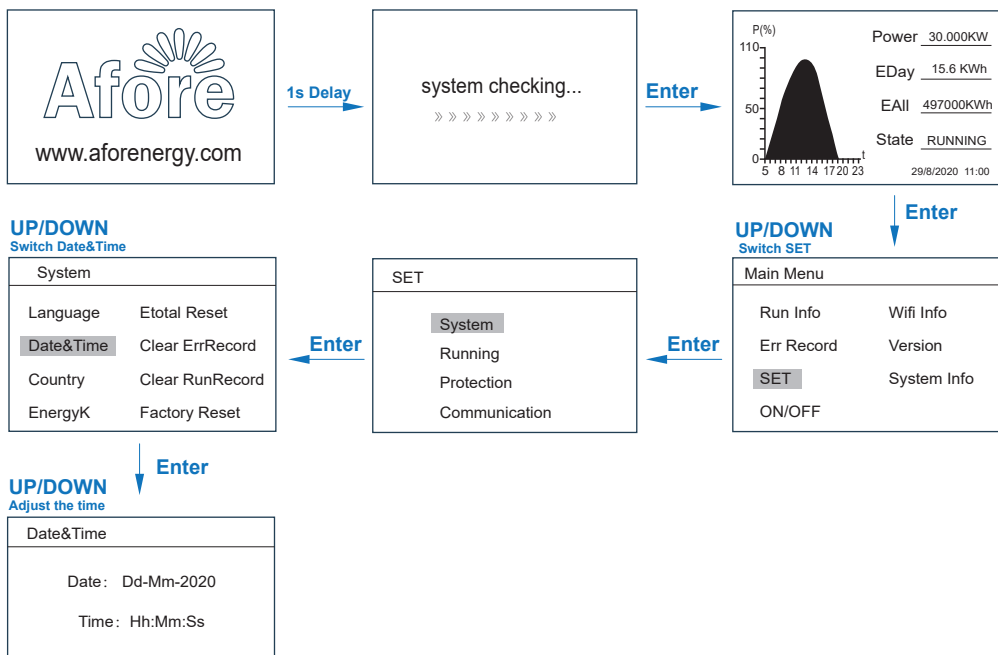 Afore
www.aforenergy.com
1s Delay
system checking...
» » » » » » » » »
Enter
P(%)
110
50
0
5 8 11 14 17 20 23
t
Power 30.000KW
EDay 15.6 KWh
EAll 497000KWh
State RUNNING
29/8/2020 11:00
Enter
UP/DOWN
Switch SET
Main Menu
Run Info Wifi Info
Err Record Version
SET System Info
ON/OFF
Enter
SET
System
Running
Protection
Communication
Enter
UP/DOWN
Switch Date&Time
System
Language Etotal Reset
Date&Time Clear ErrRecord
Country Clear RunRecord
EnergyK Factory Reset
Enter
UP/DOWN
Adjust the time
Date&Time
Date: Dd-Mm-2020
Time: Hh:Mm:Ss